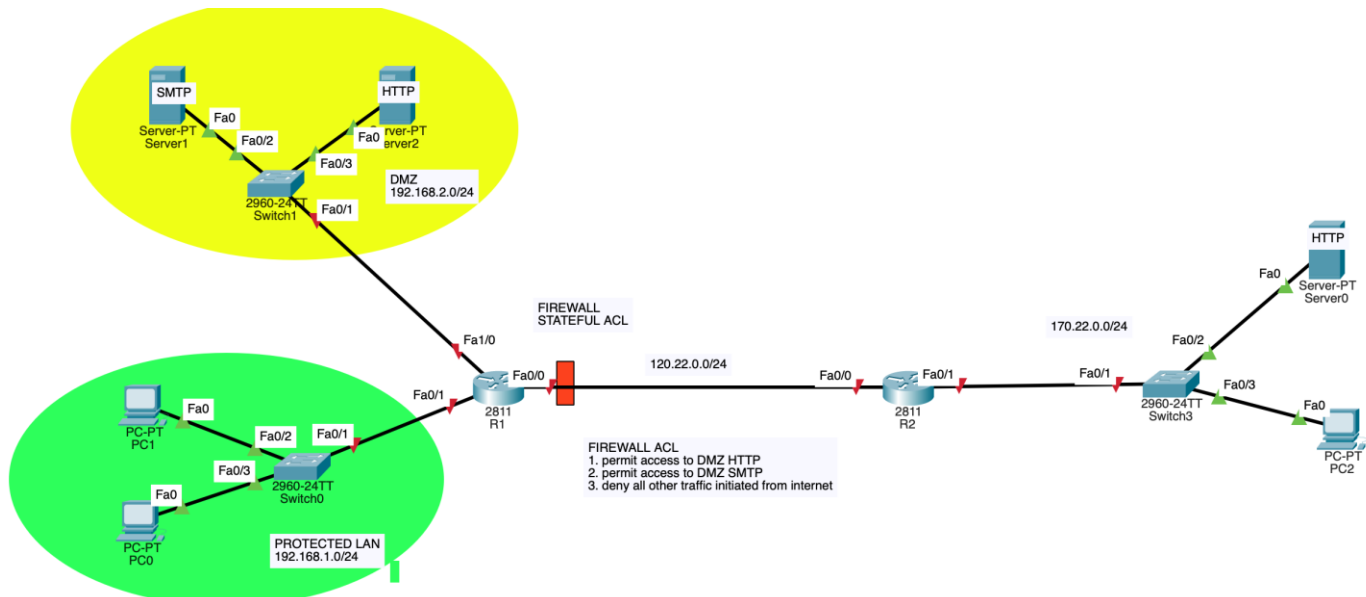 SMTP
HTTP
Fa0
Fa0/2
Server-PT
Server1
Fa0
Server2
Fa0/3
DMZ
192.168.2.0/24
2960-24TT
Switch1
Fa0/1
HTTP
Fa0
Server-PT
Server0
FIREWALL
STATEFUL ACL
170.22.0.0/24
Fa0/2
Fa1/0
120.22.0.0/24
Fa0/0
Fa0/0
Fa0/1
Fa0/1
Fa0/3
Fa0
2960-24TT
Switch3
Fa0/1
2811
R1
2811
R2
PC-PT
PC2
Fa0
Fa0/2
Fa0/1
PC-PT
PC1
FIREWALL ACL
1. permit access to DMZ HTTP
2. permit access to DMZ SMTP
3. deny all other traffic initiated from internet
Fa0/3
Fa0
2960-24TT
Switch0
PC-PT
PC0
PROTECTED LAN
192.168.1.0/24